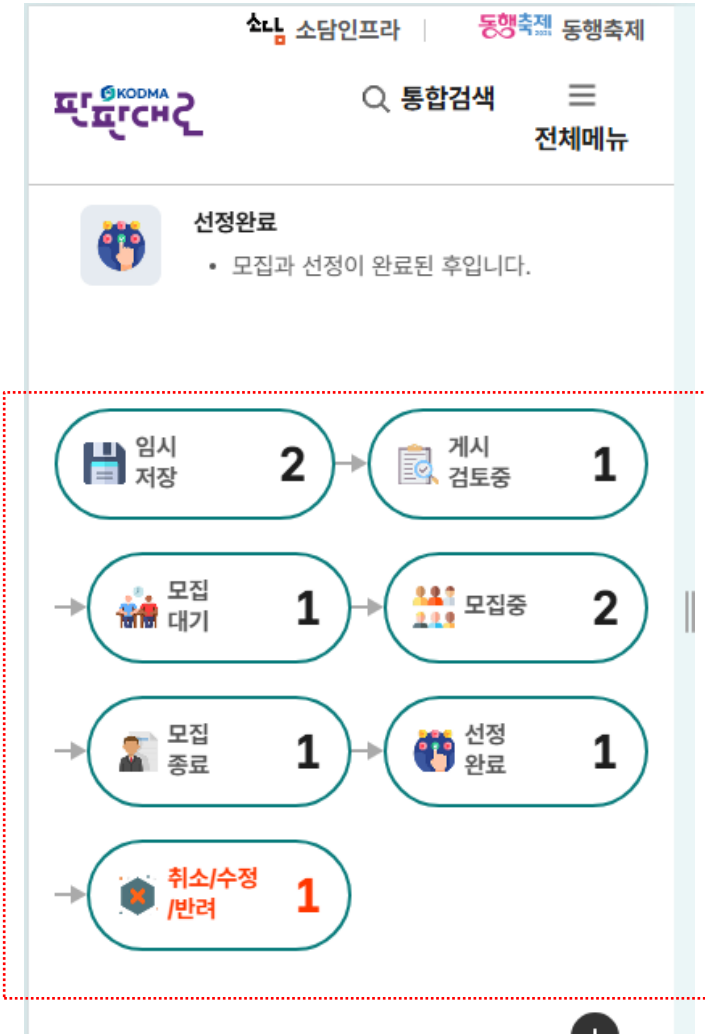 소담 소담인프라
동행축제 2025 동행축제
KODMA
판판대로
통합검색
전체메뉴
선정완료
• 모집과 선정이 완료된 후입니다.
임시
저장
2
게시
검토중
1
모집
대기
1
모집중
2
모집
종료
1
선정
완료
1
취소/수정
/반려
1